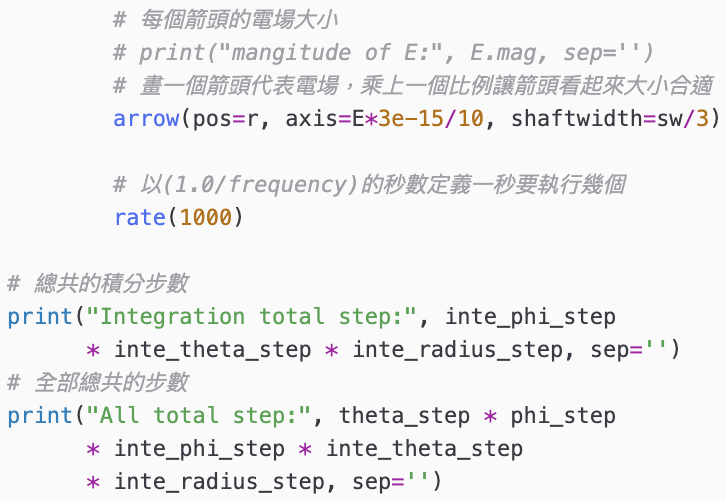 # 每個箭頭的電場大小
# print("mangitude of E:", E.mag, sep='')
# 畫一個箭頭代表電場，乘上一個比例讓箭頭看起來大小合適
arrow(pos=r, axis=E*3e-15/10, shaftwidth=sw/3)
# 以(1.0/frequency)的秒數定義一秒要執行幾個
rate(1000)
# 總共的積分步數
print("Integration total step:", inte_phi_step
* inte_theta_step * inte_radius_step, sep='')
# 全部總共的步數
print("All total step:", theta_step * phi_step
* inte_phi_step * inte_theta_step
* inte_radius_step, sep='')